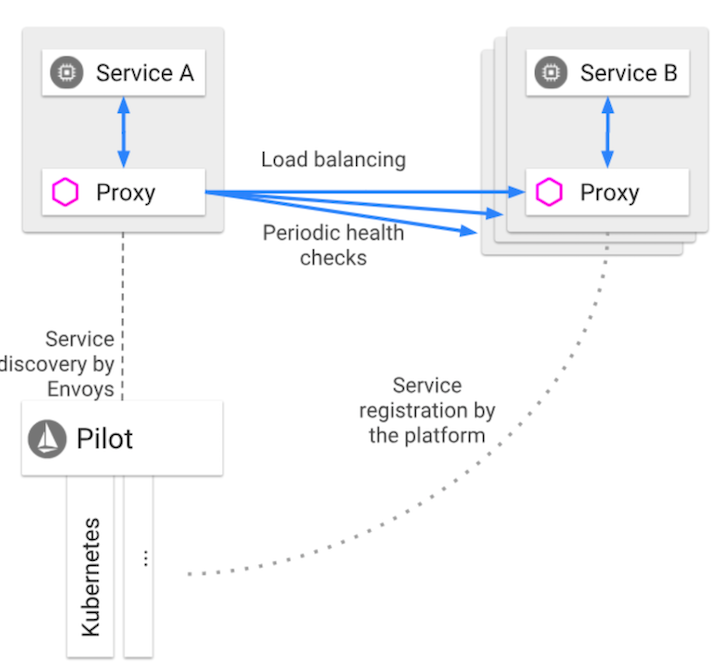 Service A
Service B
Proxy
Load balancing
Periodic health
checks
Proxy
Service
discovery by
Envoys
Service
registration by
the platform
Pilot
Kubernetes
...